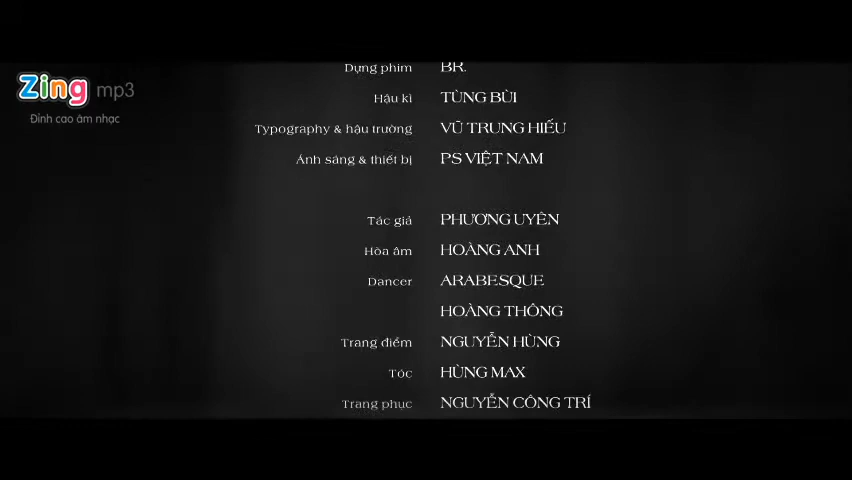 Zing mp3
Đỉnh cao âm nhạc
Dựng phim BR.
Hậu kì TÙNG BÙI
Typography & hậu trường VŨ TRUNG HIẾU
Ánh sáng & thiết bị PS VIỆT NAM
Tác giả PHƯƠNG UYÊN
Hòa âm HOÀNG ANH
Dancer ARABESQUE
HOÀNG THÔNG
Trang điểm NGUYỄN HÙNG
Tóc HÙNG MAX
Trang phục NGUYỄN CÔNG TRÍ